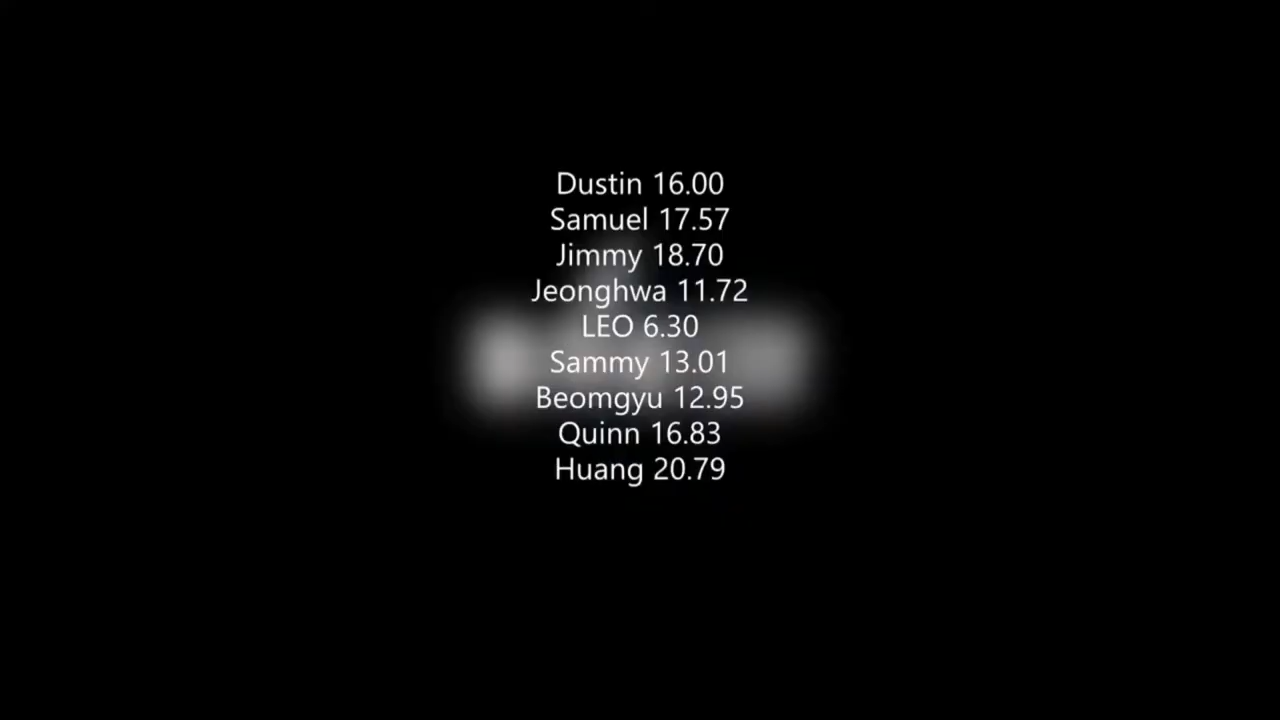 Dustin 16.00
Samuel 17.57
Jimmy 18.70
Jeonghwa 11.72
LEO 6.30
Sammy 13.01
Beomgyu 12.95
Quinn 16.83
Huang 20.79